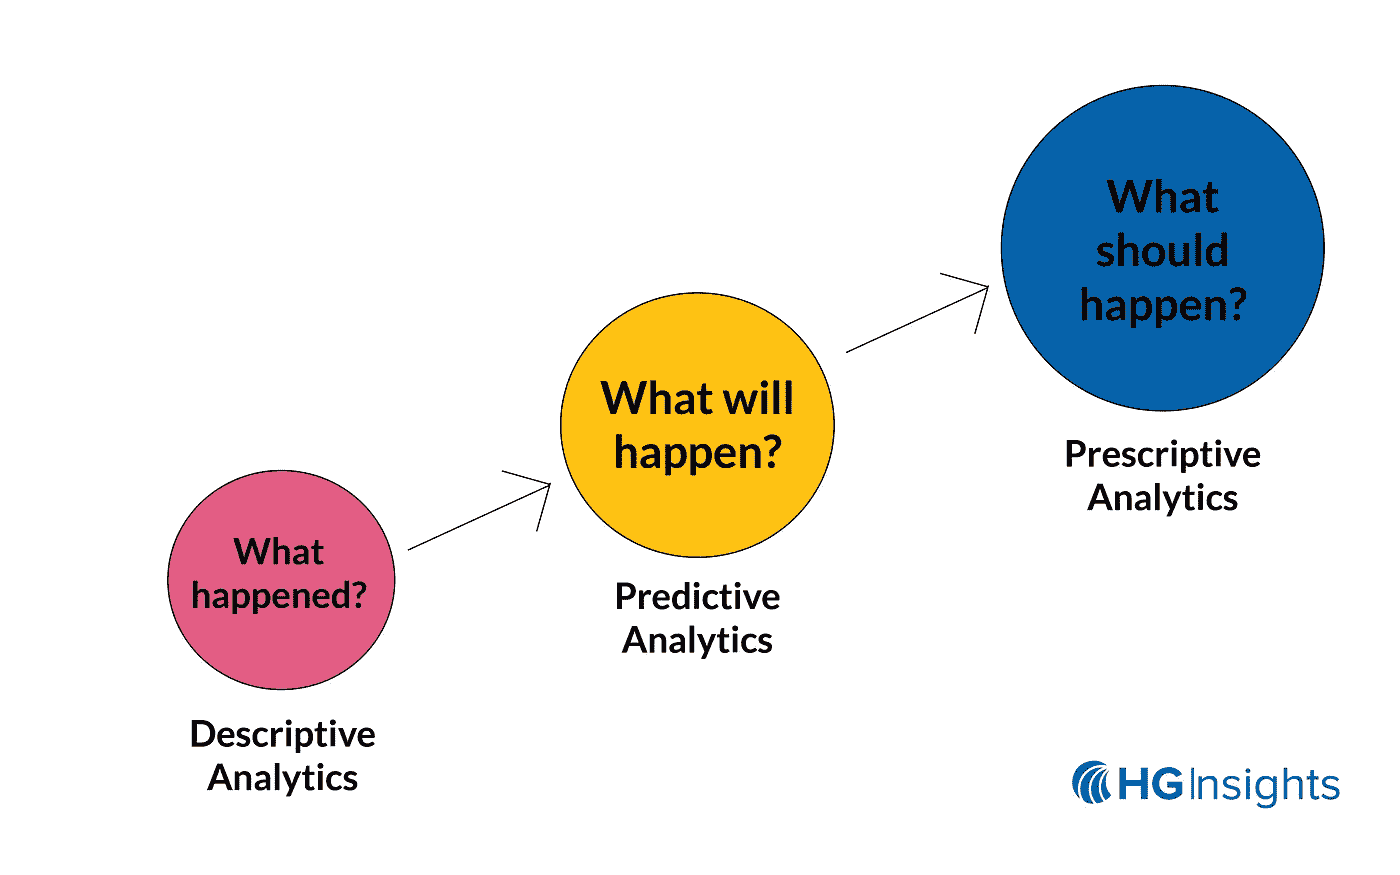 What
happened?
Descriptive
Analytics
What will
happen?
Predictive
Analytics
What
should
happen?
Prescriptive
Analytics
HG Insights